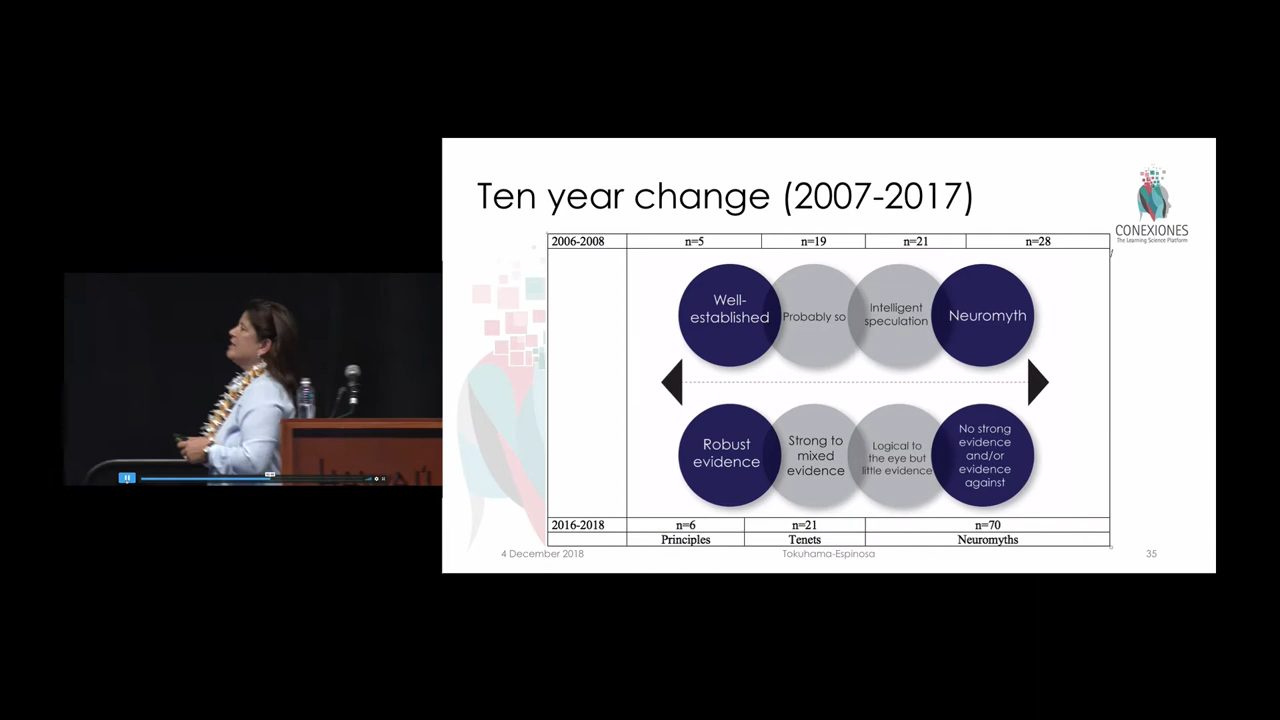 Ten year change (2007-2017)
CONEXIONES
The Learning Science Platform
2006-2008 n=5 n=19 n=21 n=28
Well-
established
Probably so
Intelligent
speculation
Neuromyth
Robust
evidence
Strong to
mixed
evidence
Logical to
the eye but
little evidence
No strong
evidence
and/or
evidence
against
2016-2018 n=6 n=21 n=70
Principles Tenets Neuromyths
4 December 2018 Tokuhama-Espinosa 35